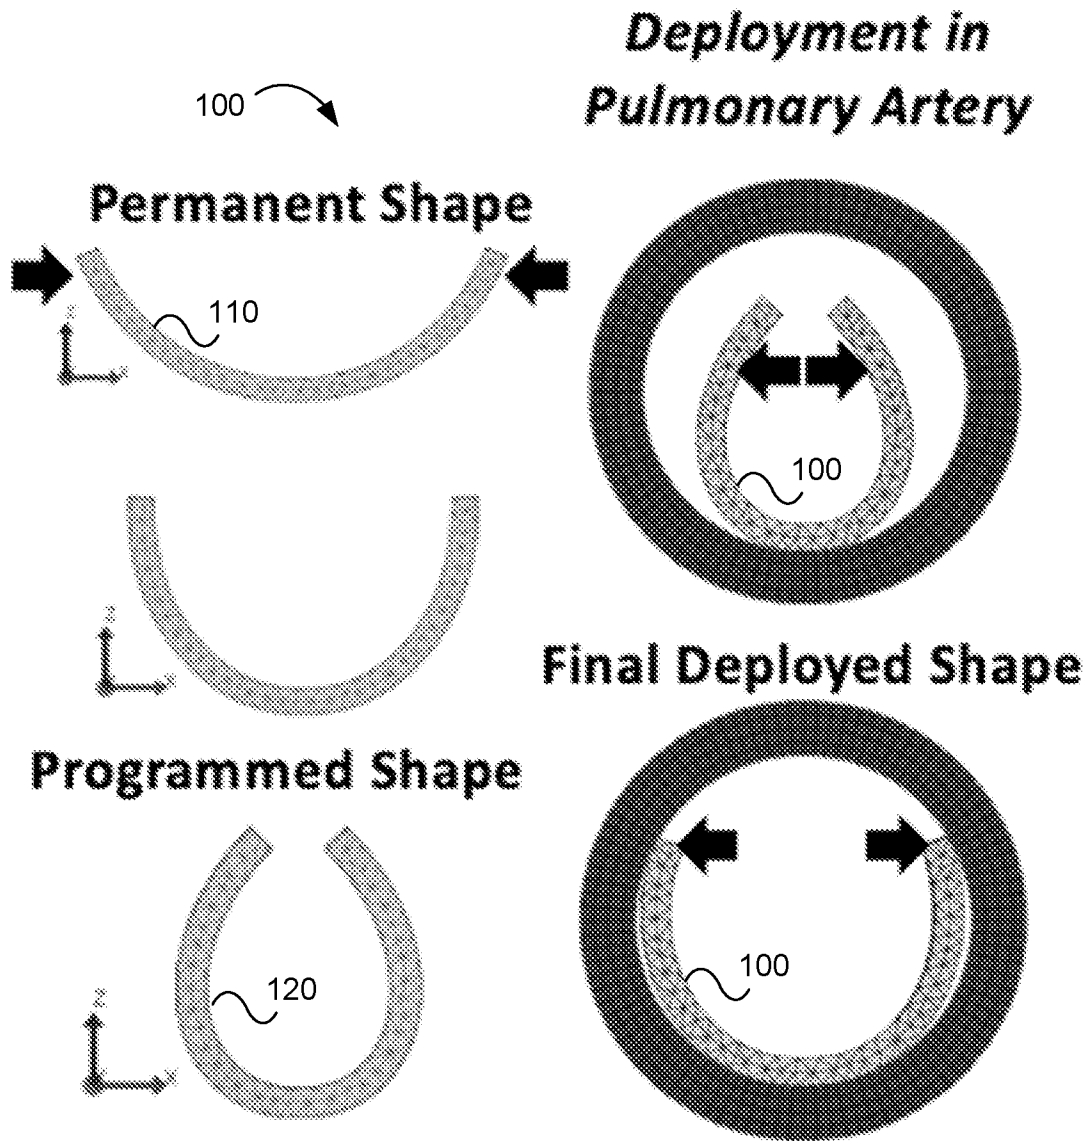 Deployment in
Pulmonary Artery
100
Permanent Shape
110
z
x
100
z
x
Final Deployed Shape
Programmed Shape
120
z
x
100